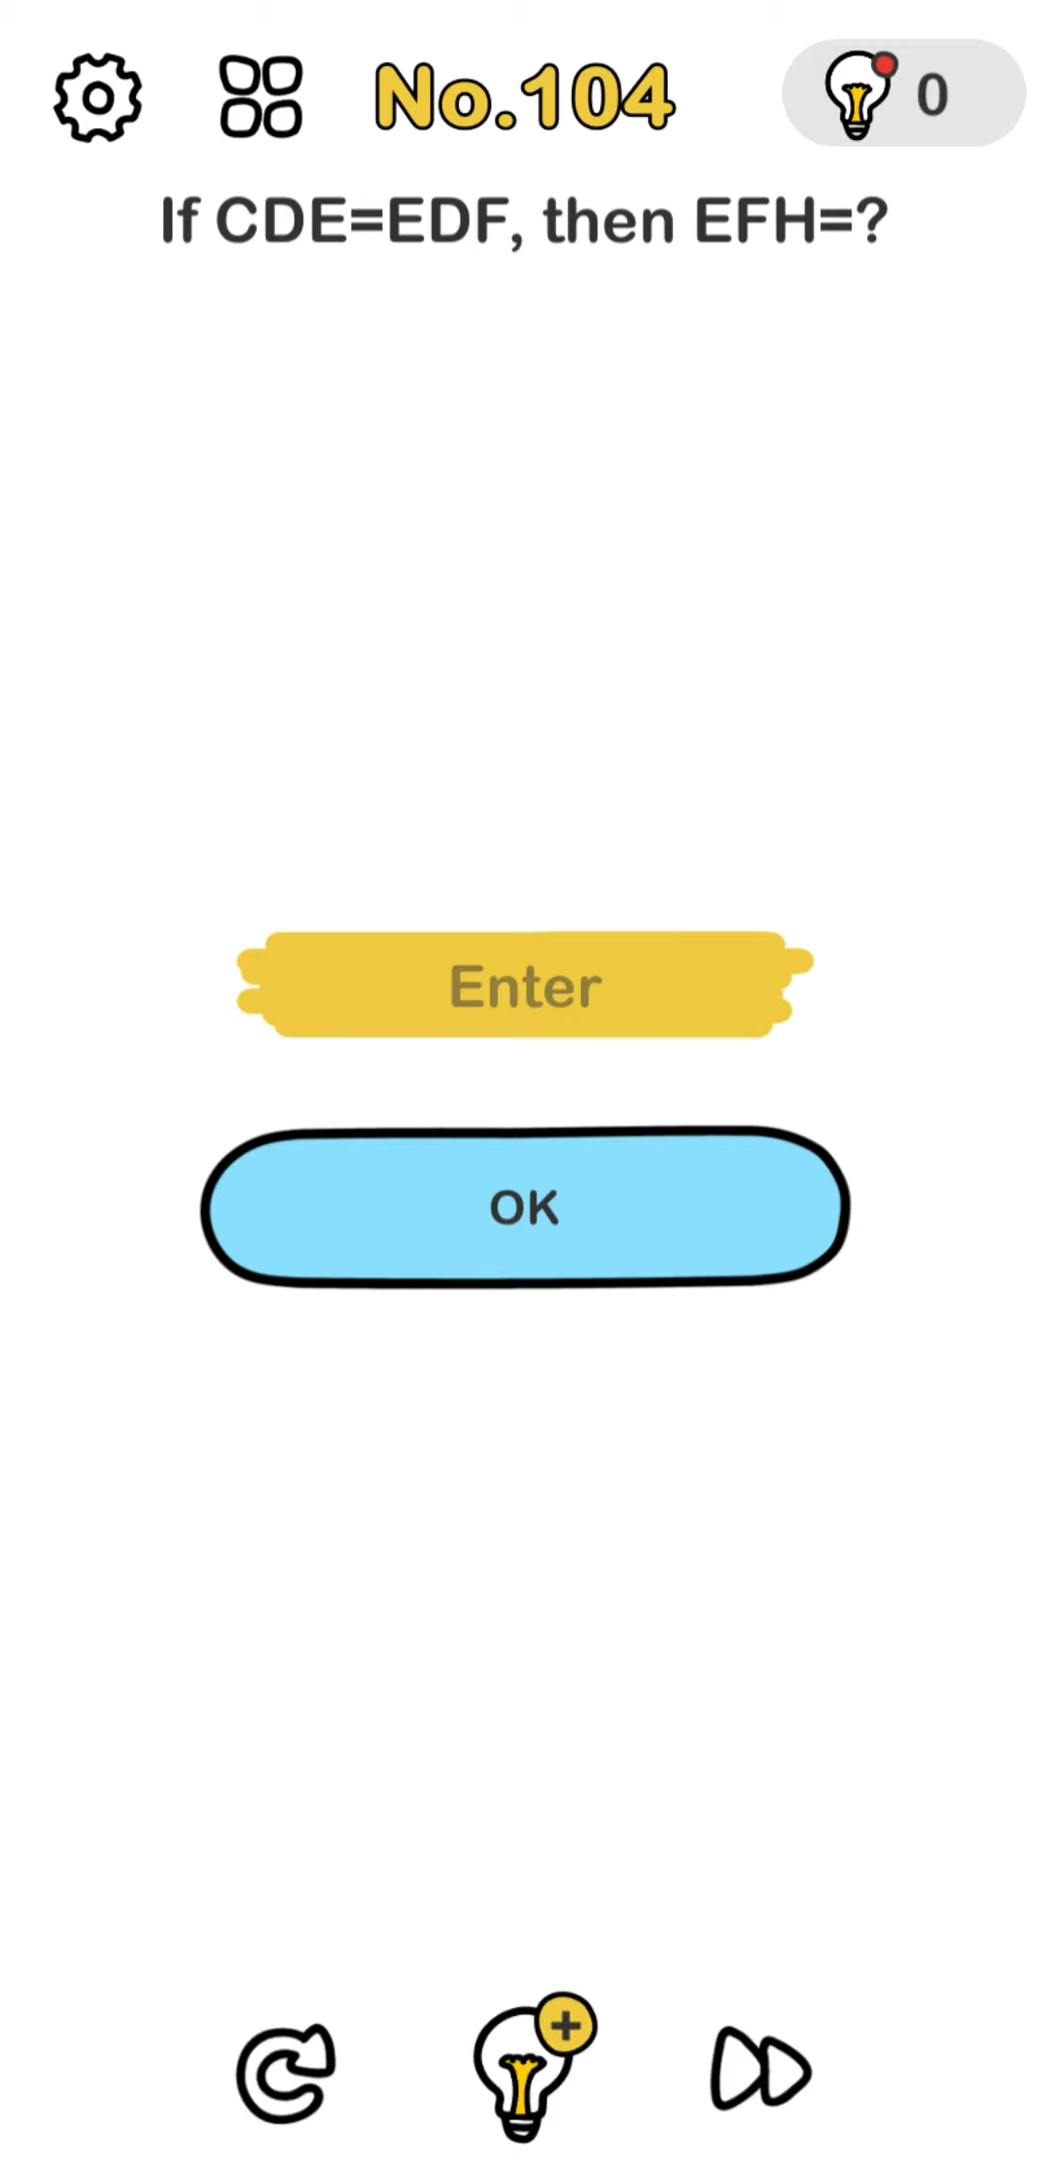 No.104
0
If CDE=EDF, then EFH=?
Enter
OK